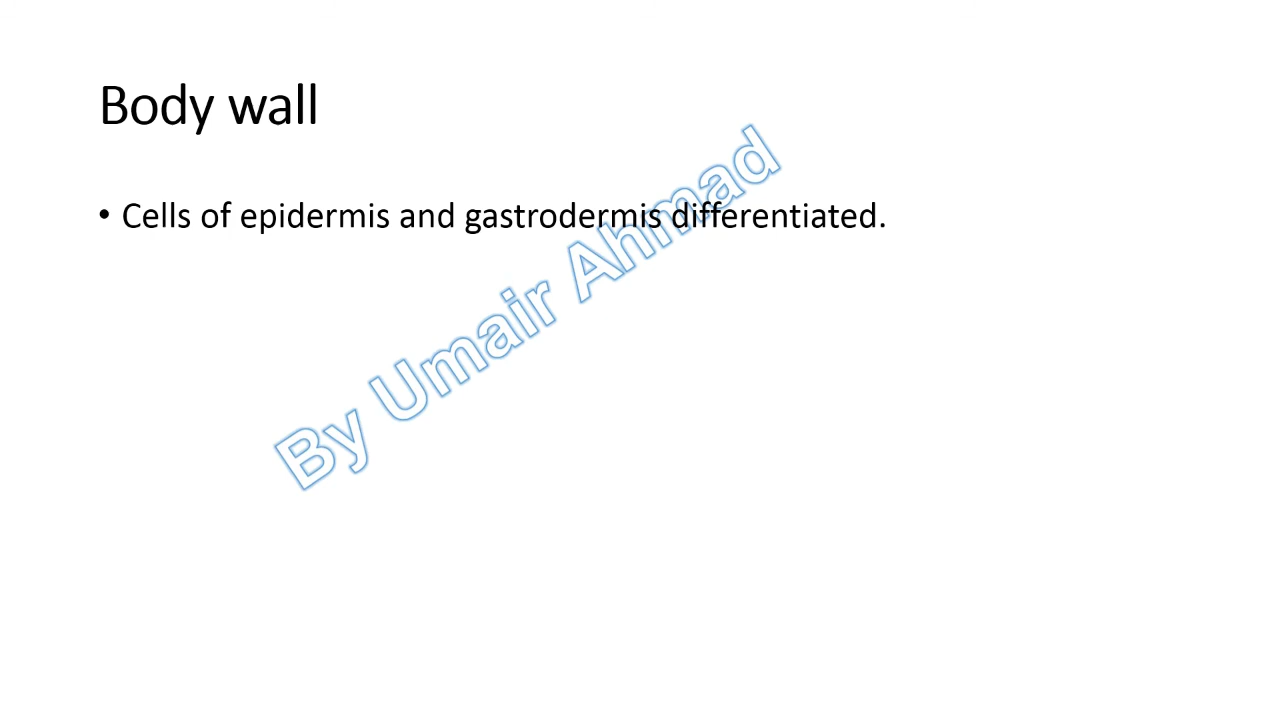 Body wall
• Cells of epidermis and gastrodermis differentiated.
By Umair Ahmad